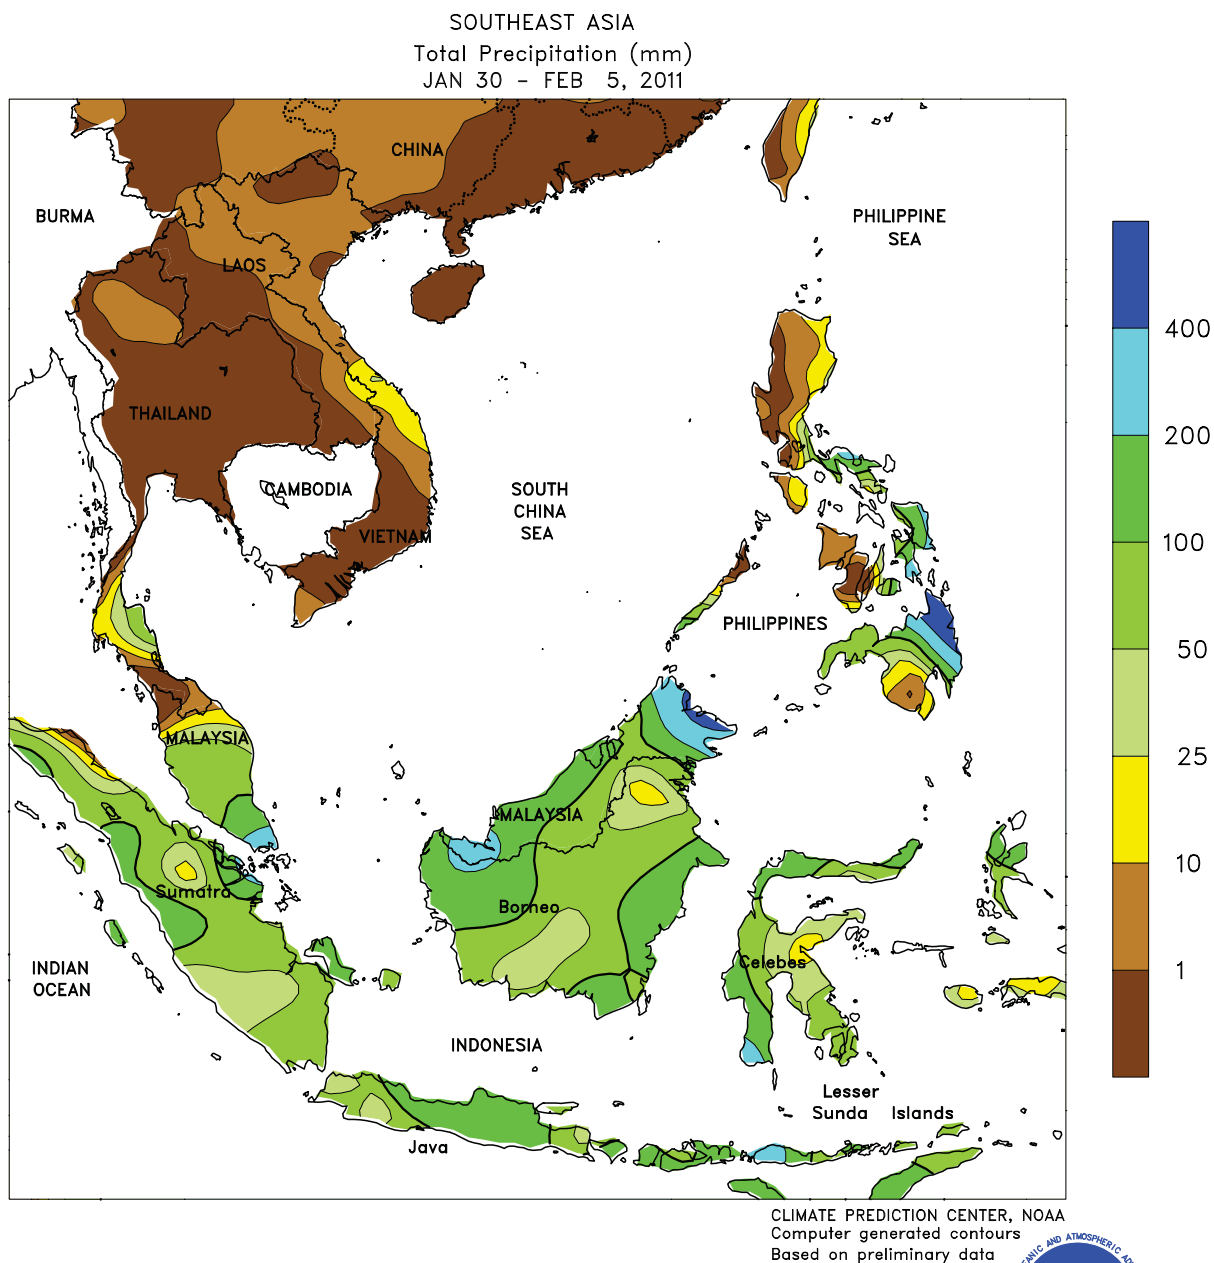 SOUTHEAST ASIA
Total Precipitation (mm)
JAN 30 - FEB 5, 2011
CHINA
BURMA
PHILIPPINE
SEA
LAOS
400
THAILAND
200
CAMBODIA
SOUTH
CHINA
SEA
VIETNAM
100
PHILIPPINES
50
MALAYSIA
25
MALAYSIA
10
Sumatra
Borneo
Celebes
1
INDIAN
OCEAN
INDONESIA
Lesser
Sunda Islands
Java
CLIMATE PREDICTION CENTER, NOAA
Computer generated contours
Based on preliminary data
AND ATMOSPHERIC